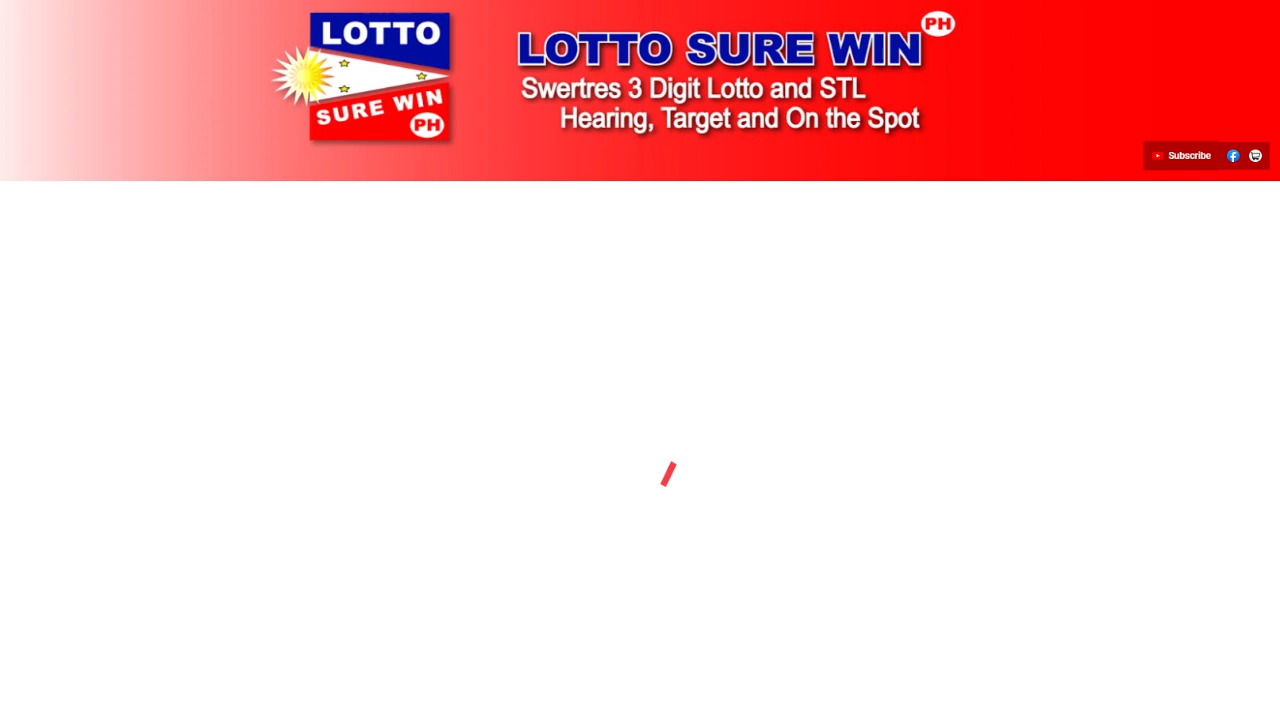 LOTTO
SURE WIN
PH
LOTTO SURE WIN PH
Swertres 3 Digit Lotto and STL
Hearing, Target and On the Spot
Subscribe